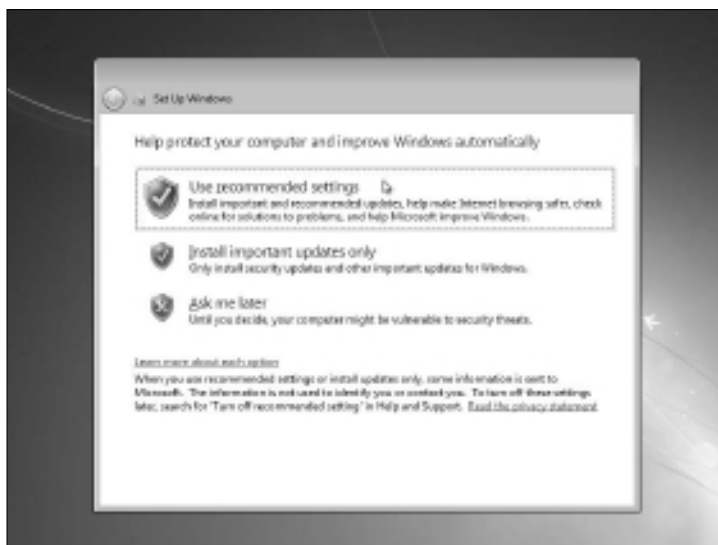 Set Up Windows
Help protect your computer and improve Windows automatically
Use recommended settings
Install important and recommended updates, help make Internet browsing safer, check
online for solutions to problems, and help Microsoft improve Windows.
Install important updates only
Only install security updates and other important updates for Windows.
Ask me later
Until you decide, your computer might be vulnerable to security threats.
Learn more about each option
When you use recommended settings or install updates only, some information is sent to
Microsoft. The information is not used to identify you or contact you. To turn off these settings
later, search for "Turn off recommended setting" in Help and Support. Read the privacy statement